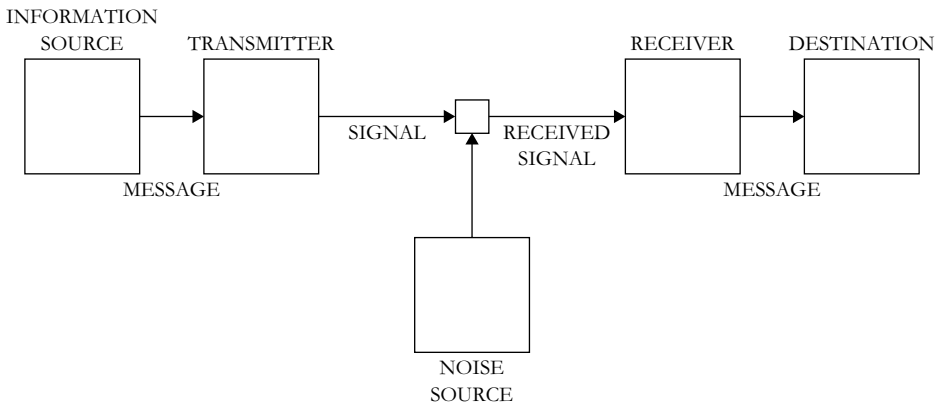 INFORMATION
SOURCE
TRANSMITTER
RECEIVER
DESTINATION
SIGNAL
RECEIVED
SIGNAL
MESSAGE
MESSAGE
NOISE
SOURCE